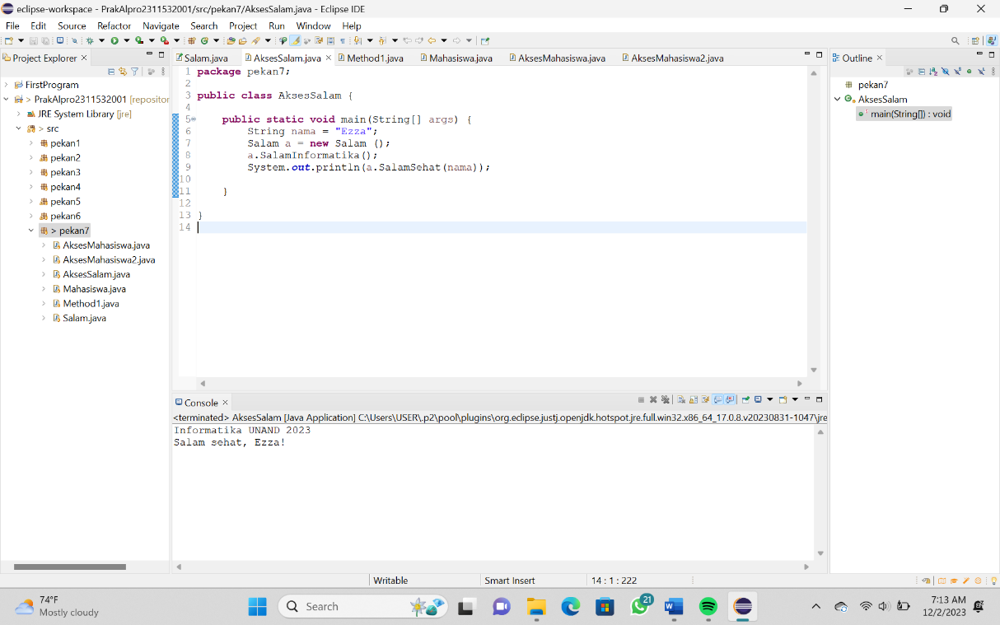 eclipse-workspace - PrakAlpro2311532001/src/pekan7/AksesSalam.java - Eclipse IDE
File Edit Source Refactor Navigate Search Project Run Window Help
Project Explorer
FirstProgram
> PrakAlpro2311532001 [repositor
JRE System Library [jre]
> src
pekan1
pekan2
pekan3
pekan4
pekan5
pekan6
> pekan7
AksesMahasiswa.java
AksesMahasiswa2.java
AksesSalam.java
Mahasiswa.java
Method1.java
Salam.java
Salam.java AksesSalam.java Method1.java Mahasiswa.java AksesMahasiswa.java AksesMahasiswa2.java
1 package pekan7;
2
3 public class AksesSalam {
4
5 public static void main(String[] args) {
6 String nama = "Ezza";
7 Salam a = new Salam ();
8 a.SalamInformatika();
9 System.out.println(a.SalamSehat(nama));
10
11 }
12
13 }
14
Console
<terminated> AksesSalam [Java Application] C:\Users\USER\.p2\pool\plugins\org.eclipse.justj.openjdk.hotspot.jre.full.win32.x86_64_17.0.8.v20230831-1047\jre
Informatika UNAND 2023
Salam sehat, Ezza!
Outline
pekan7
AksesSalam
main(String[]) : void
Writable Smart Insert 14 : 1 : 222
74°F
Mostly cloudy
Search
21
7:13 AM
12/2/2023